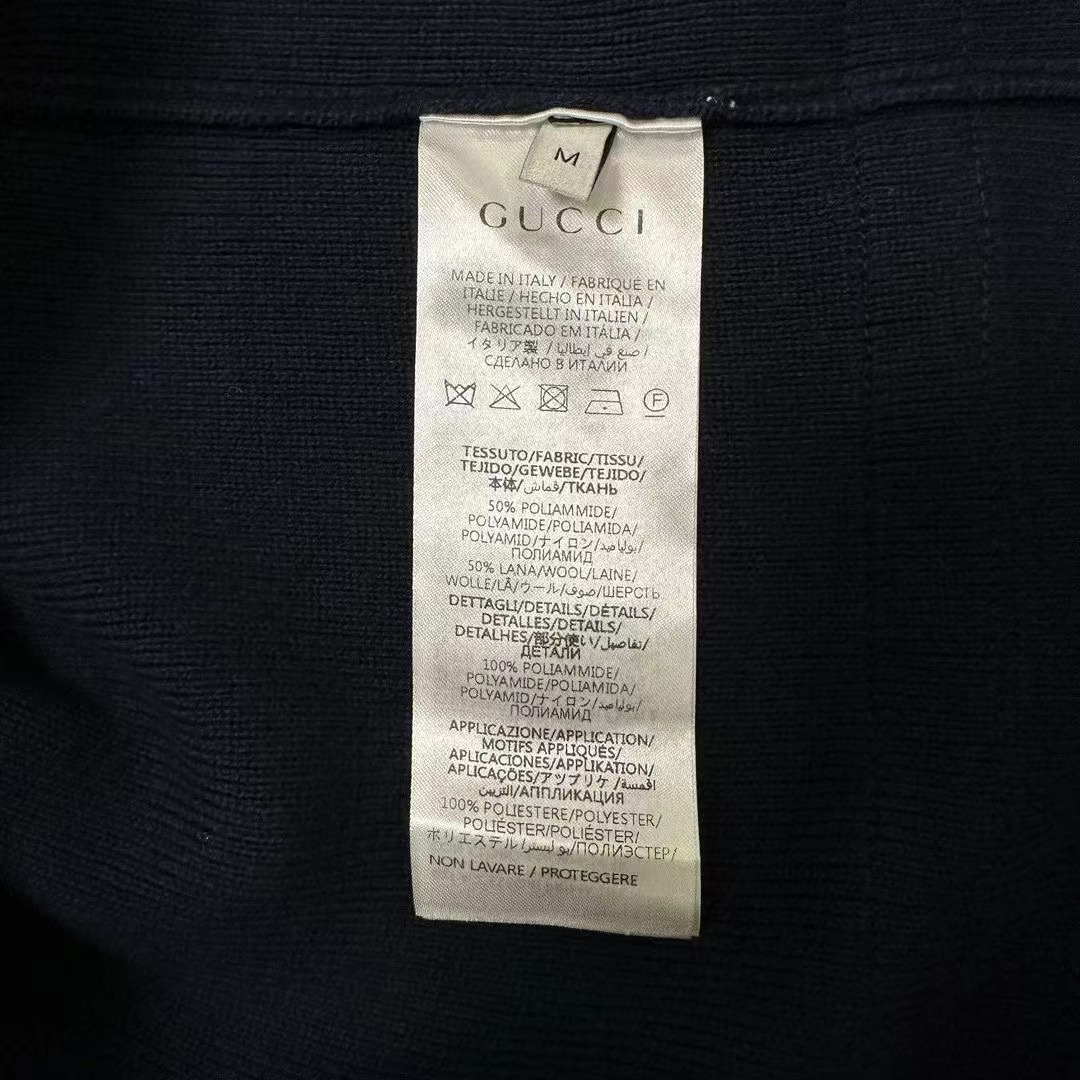 M
GUCCI
MADE IN ITALY / FABRIQUÉ EN
ITALIE / HECHO EN ITALIA /
HERGESTELLT IN ITALIEN /
FABRICADO EM ITÁLIA /
イタリア製 / صنع في إيطاليا /
СДЕЛАНО В ИТАЛИИ
F
TESSUTO/FABRIC/TISSU/
TEJIDO/GEWEBE/TEJIDO/
本体/قماش/ТКАНЬ
50% POLIAMMIDE/
POLYAMIDE/POLIAMIDA/
POLYAMID/ナイロン/بولياميد/
ПОЛИАМИД
50% LANA/WOOL/LAINE/
WOLLE/LÃ/ウール/صوف/ШЕРСТЬ
DETTAGLI/DETAILS/DÉTAILS/
DETALLES/DETAILS/
DETALHES/部分使い/تفاصيل/
ДЕТАЛИ
100% POLIAMMIDE/
POLYAMIDE/POLIAMIDA/
POLYAMID/ナイロン/بولياميد/
ПОЛИАМИД
APPLICAZIONE/APPLICATION/
MOTIFS APPLIQUÉS/
APLICACIONES/APPLIKATION/
APLICAÇÕES/アップリケ/اقمسة
التزيين/АППЛИКАЦИЯ
100% POLIESTERE/POLYESTER/
POLIÉSTER/POLIÉSTER/
ポリエステル/بوليستر/ПОЛИЭСТЕР/
NON LAVARE / PROTEGGERE